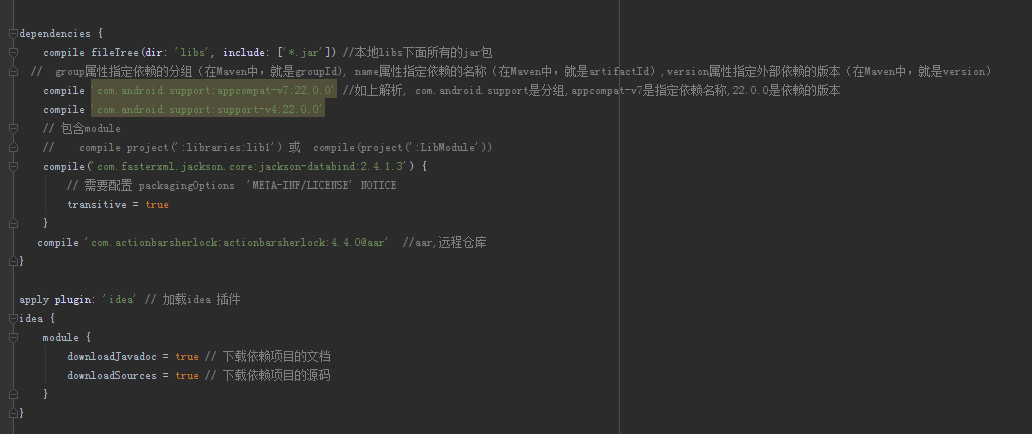 dependencies {
compile fileTree(dir: 'libs', include: ['*.jar']) //本地libs下面所有的jar包
// group属性指定依赖的分组（在Maven中，就是groupId), name属性指定依赖的名称（在Maven中，就是artifactId）,version属性指定外部依赖的版本（在Maven中，就是version）
compile 'com.android.support:appcompat-v7:22.0.0' //如上解析, com.android.support是分组,appcompat-v7是指定依赖名称,22.0.0是依赖的版本
compile 'com.android.support:support-v4:22.0.0'
// 包含module
// compile project(':libraries:lib1') 或 compile(project(':LibModule'))
compile('com.fasterxml.jackson.core:jackson-databind:2.4.1.3') {
// 需要配置 packagingOptions 'META-INF/LICENSE' NOTICE
transitive = true
}
compile 'com.actionbarsherlock:actionbarsherlock:4.4.0@aar' //aar,远程仓库
}
apply plugin: 'idea' // 加载idea 插件
idea {
module {
downloadJavadoc = true // 下载依赖项目的文档
downloadSources = true // 下载依赖项目的源码
}
}